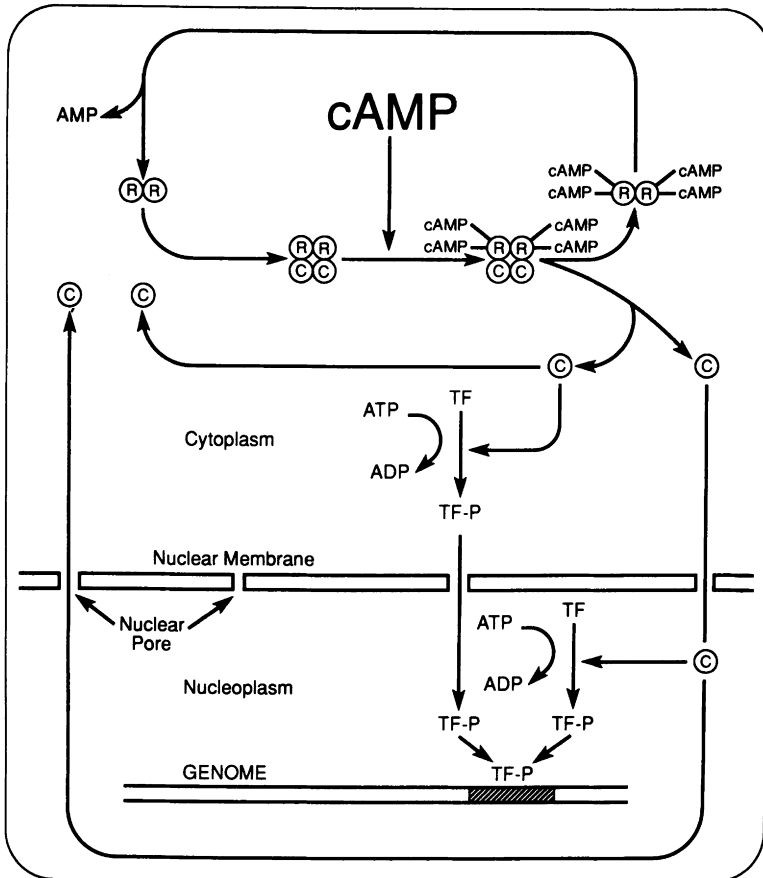 cAMP
AMP
cAMP cAMP
cAMP R R cAMP
R R
cAMP cAMP
R R cAMP R R cAMP
C C C C
C C
C C
ATP TF
Cytoplasm
ADP
TF-P
Nuclear Membrane
Nuclear
Pore
ATP TF
C
Nucleoplasm ADP
TF-P TF-P
GENOME TF-P